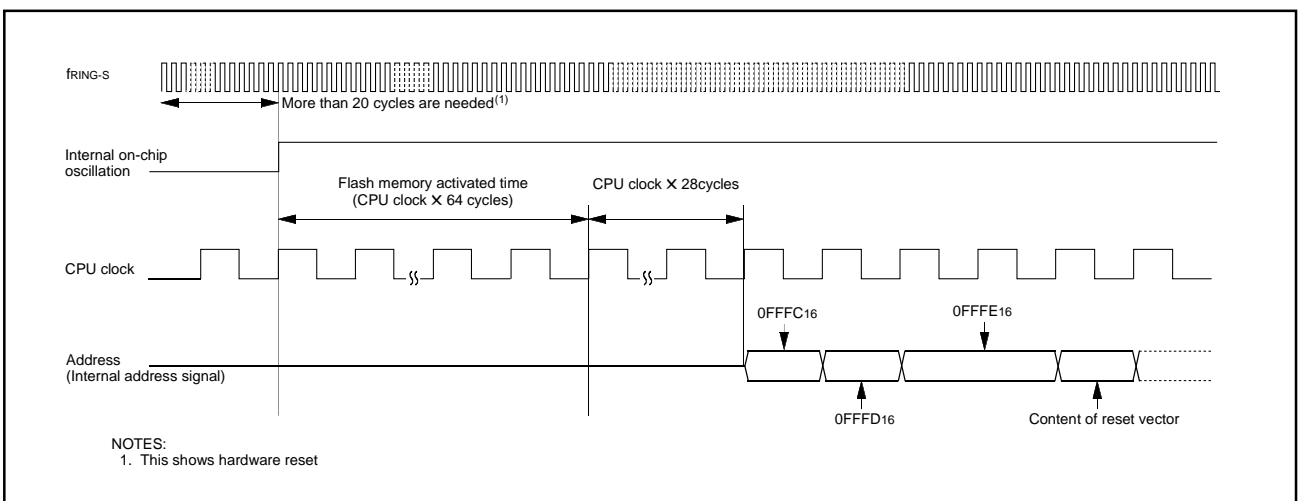 fRING-S
More than 20 cycles are needed(1)
Internal on-chip
oscillation
Flash memory activated time
(CPU clock × 64 cycles)
CPU clock × 28cycles
CPU clock
0FFFC16
0FFFE16
Address
(Internal address signal)
0FFFD16
Content of reset vector
NOTES:
1. This shows hardware reset